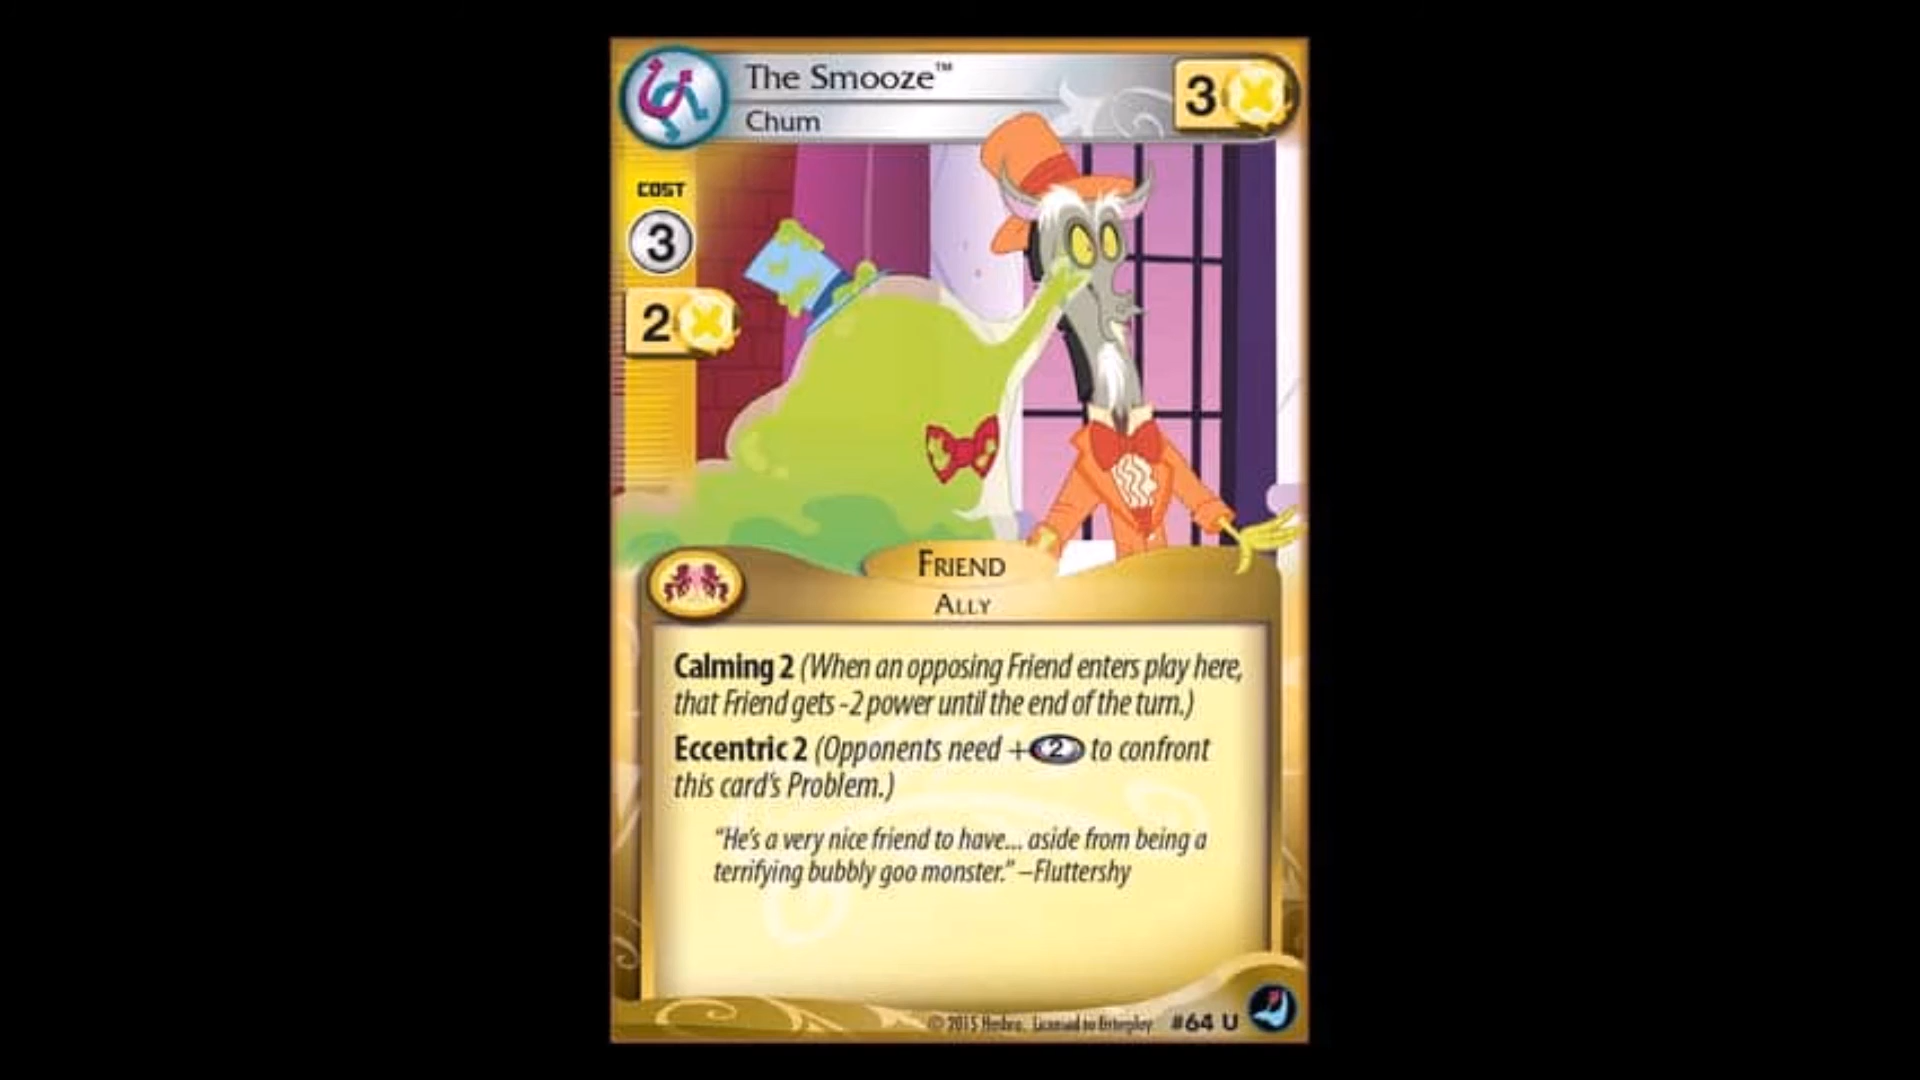 The Smooze™
Chum
3
COST
3
2
FRIEND
ALLY
Calming 2 (When an opposing Friend enters play here,
that Friend gets -2 power until the end of the turn.)
Eccentric 2 (Opponents need +2 to confront
this card's Problem.)
“He's a very nice friend to have... aside from being a
terrifying bubbly goo monster.” –Fluttershy
© 2015 Hasbro. Licensed to Enterplay #64 U